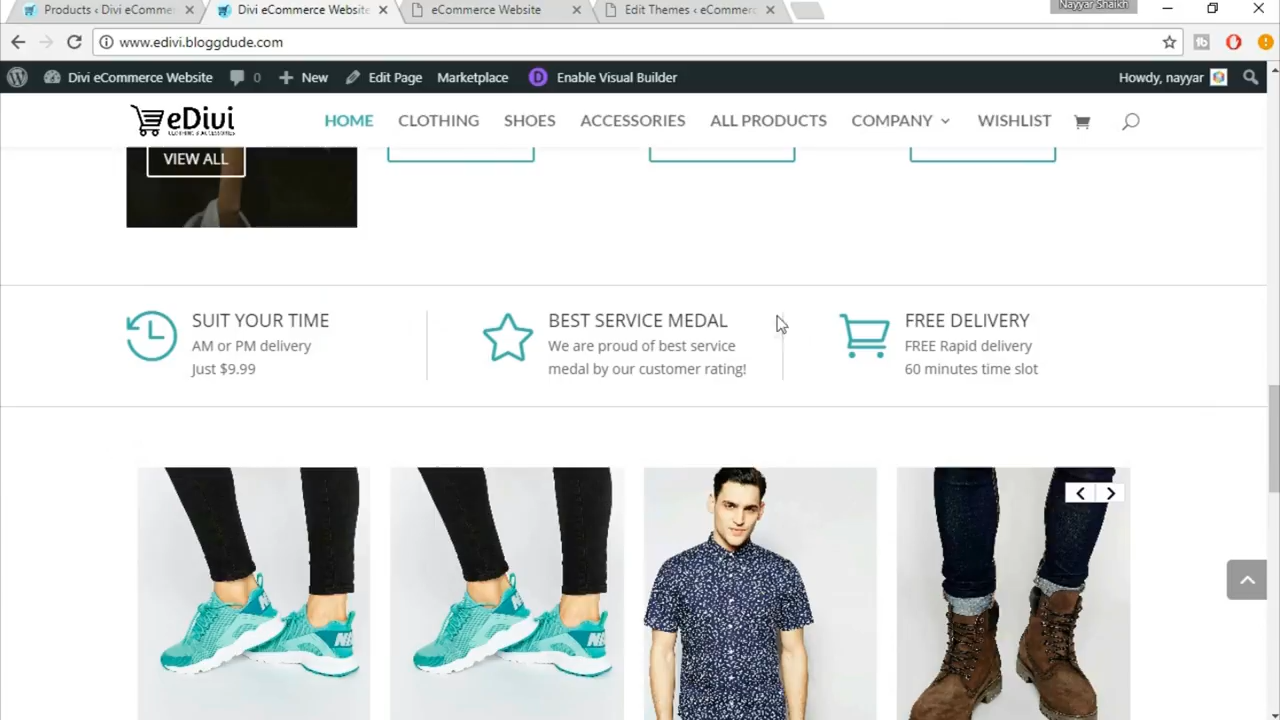 Nayyar Shaikh
Products ‹ Divi eComme
Divi eCommerce Website
eCommerce Website
Edit Themes ‹ eCommerc
www.edivi.bloggdude.com
Divi eCommerce Website
0
New
Edit Page
Marketplace
D
Enable Visual Builder
Howdy, nayyar
eDivi
CLOTHING & ACCESSORIES
HOME
CLOTHING
SHOES
ACCESSORIES
ALL PRODUCTS
COMPANY
WISHLIST
VIEW ALL
SUIT YOUR TIME
AM or PM delivery
Just $9.99
BEST SERVICE MEDAL
We are proud of best service
medal by our customer rating!
FREE DELIVERY
FREE Rapid delivery
60 minutes time slot